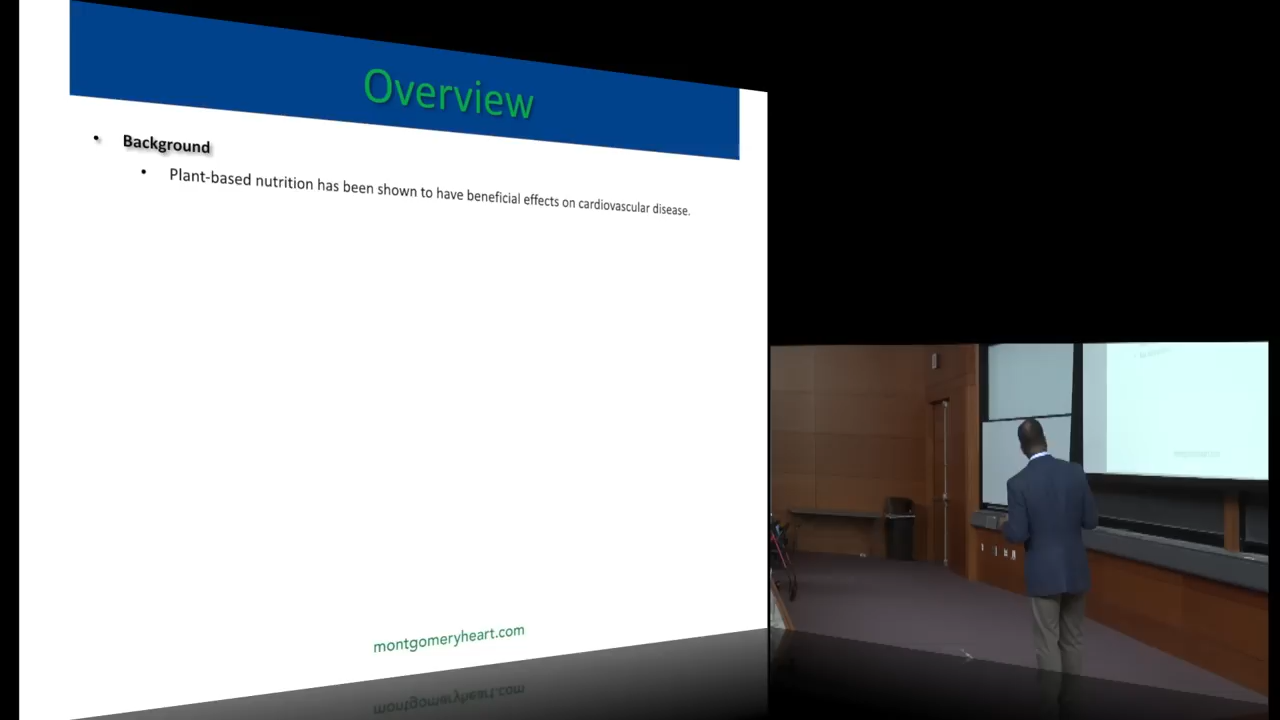 Overview
• Background
• Plant-based nutrition has been shown to have beneficial effects on cardiovascular disease.
montgomeryheart.com